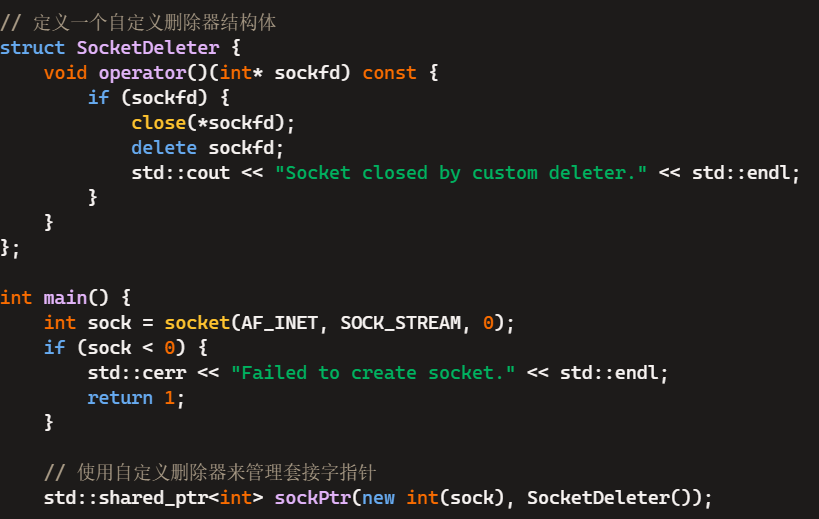 // 定义一个自定义删除器结构体
struct SocketDeleter {
    void operator()(int* sockfd) const {
        if (sockfd) {
            close(*sockfd);
            delete sockfd;
            std::cout << "Socket closed by custom deleter." << std::endl;
        }
    }
};

int main() {
    int sock = socket(AF_INET, SOCK_STREAM, 0);
    if (sock < 0) {
        std::cerr << "Failed to create socket." << std::endl;
        return 1;
    }

    // 使用自定义删除器来管理套接字指针
    std::shared_ptr<int> sockPtr(new int(sock), SocketDeleter());